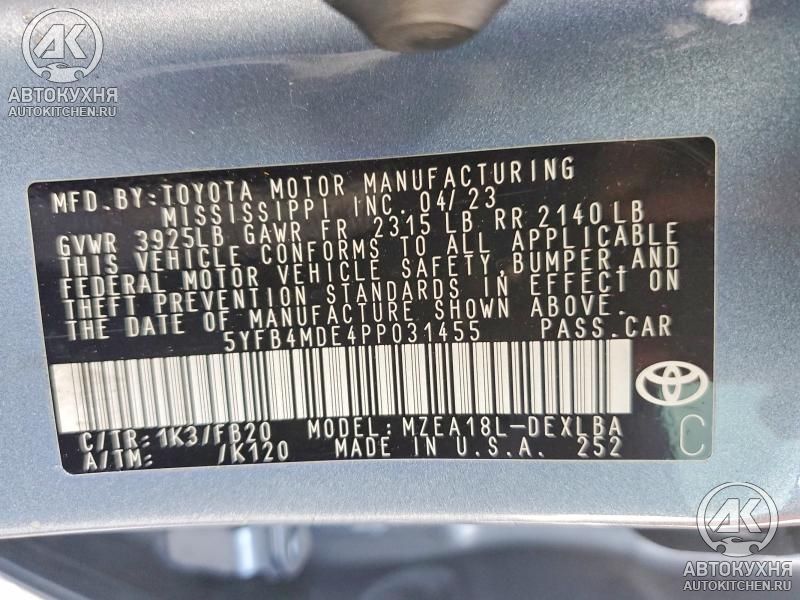 AK
АВТОКУХНЯ
AUTOKITCHEN.RU
MFD. BY: TOYOTA MOTOR MANUFACTURING
MISSISSIPPI INC. 04/23
GVWR 3925LB GAWR FR 2315 LB RR 2140 LB
THIS VEHICLE CONFORMS TO ALL APPLICABLE
FEDERAL MOTOR VEHICLE SAFETY, BUMPER AND
THEFT PREVENTION STANDARDS IN EFFECT ON
THE DATE OF MANUFACTURE SHOWN ABOVE.
5YFB4MDE4PP031455 PASS.CAR
C/TR: 1K3/FB20 MODEL: MZEA18L-DEXLBA
A/TM: /K120 MADE IN U.S.A. 252
C
AK
АВТОКУХНЯ
AUTOKITCHEN.RU